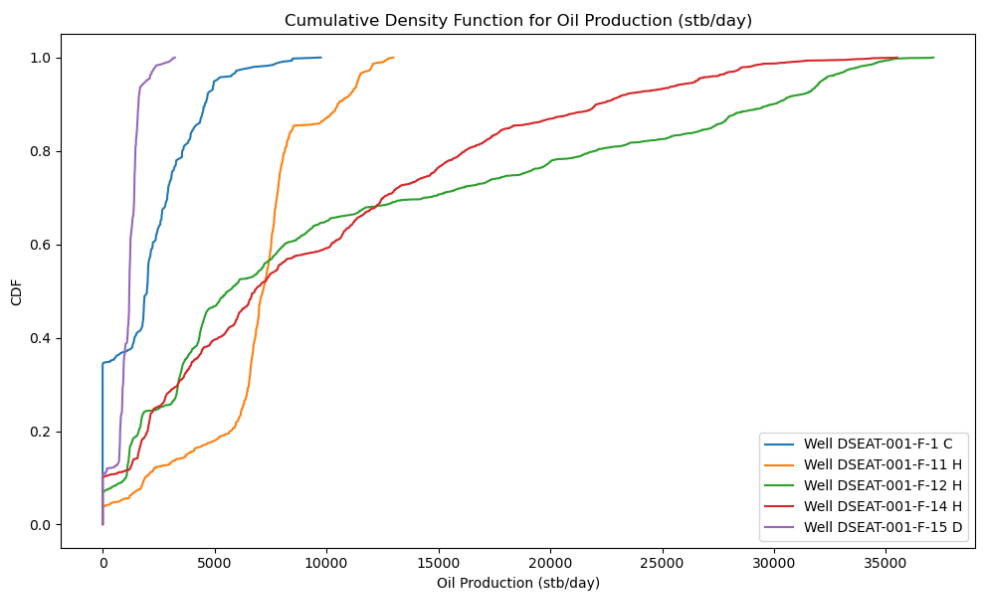 Cumulative Density Function for Oil Production (stb/day)
CDF
1.0
0.8
0.6
0.4
0.2
0.0
0 5000 10000 15000 20000 25000 30000 35000
Oil Production (stb/day)
Well DSEAT-001-F-1 C
Well DSEAT-001-F-11 H
Well DSEAT-001-F-12 H
Well DSEAT-001-F-14 H
Well DSEAT-001-F-15 D